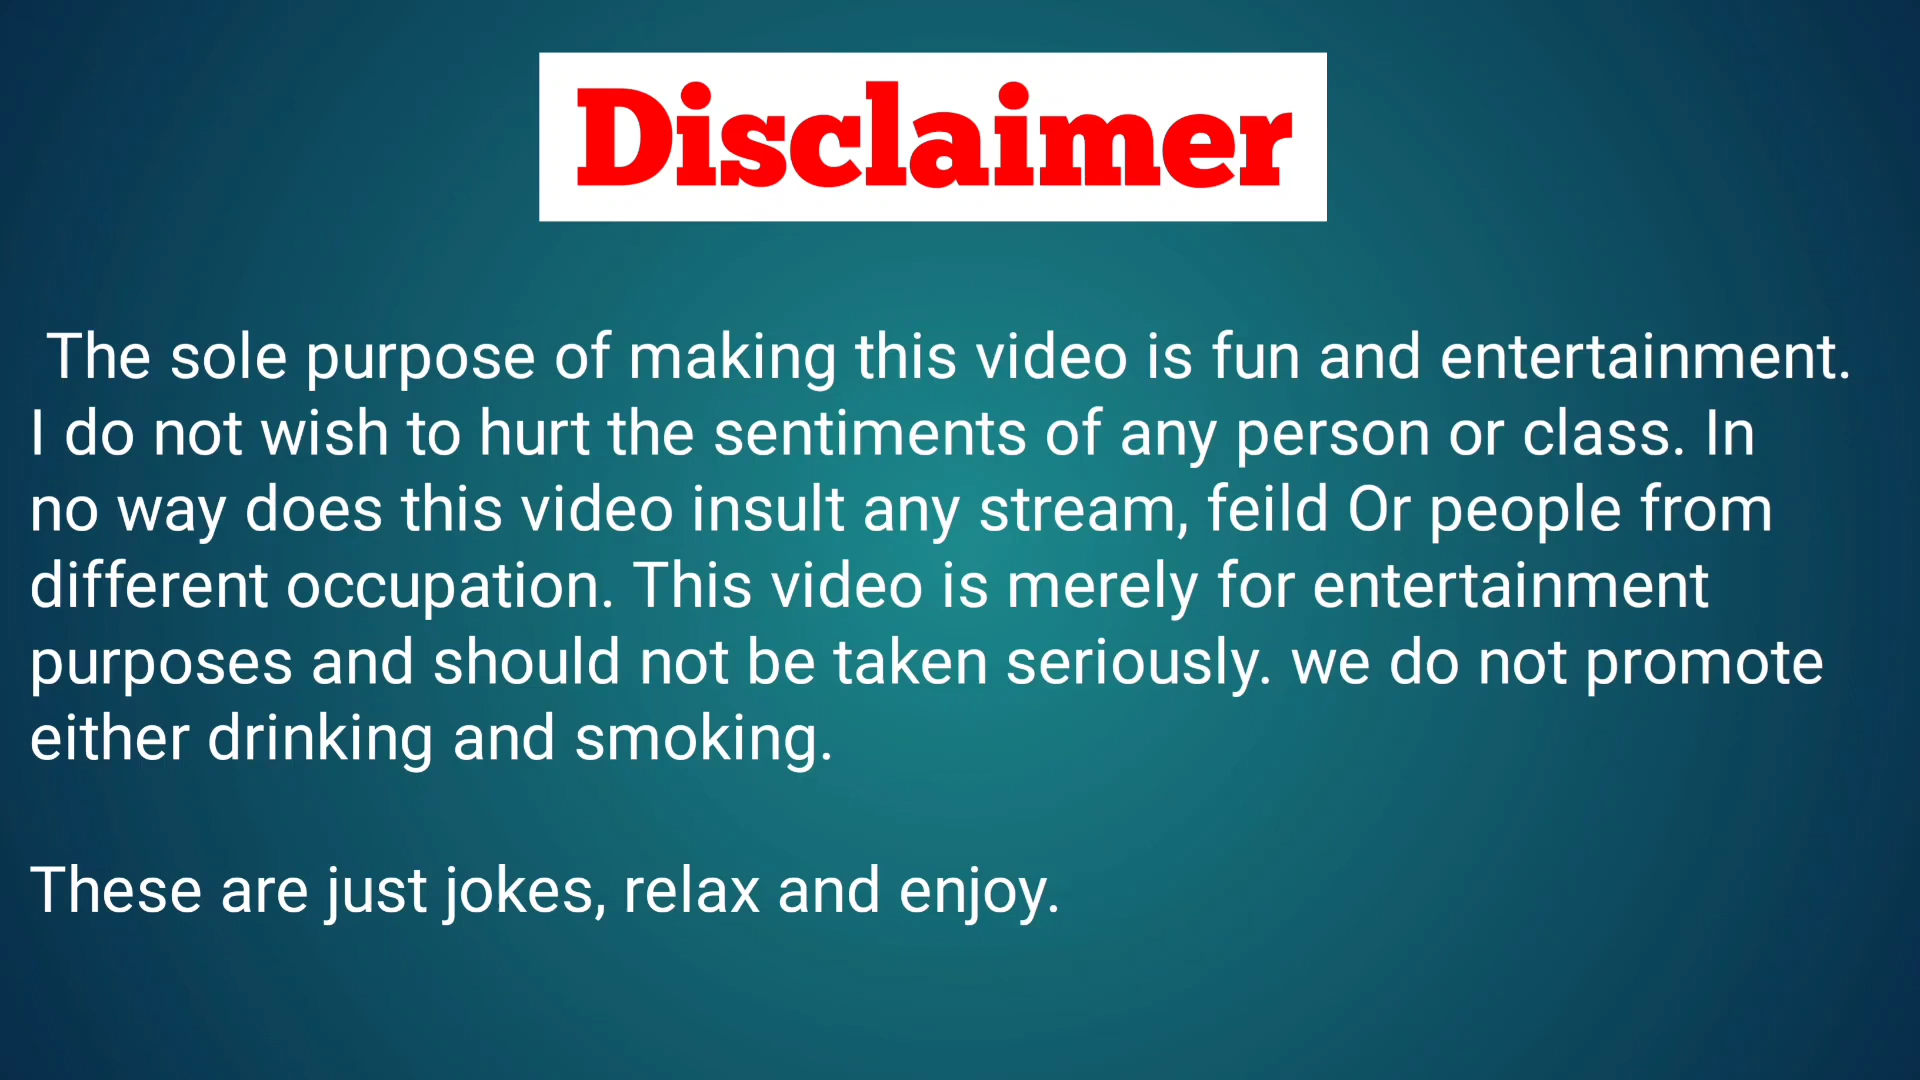 Disclaimer
The sole purpose of making this video is fun and entertainment.
I do not wish to hurt the sentiments of any person or class. In
no way does this video insult any stream, feild Or people from
different occupation. This video is merely for entertainment
purposes and should not be taken seriously. we do not promote
either drinking and smoking.
These are just jokes, relax and enjoy.